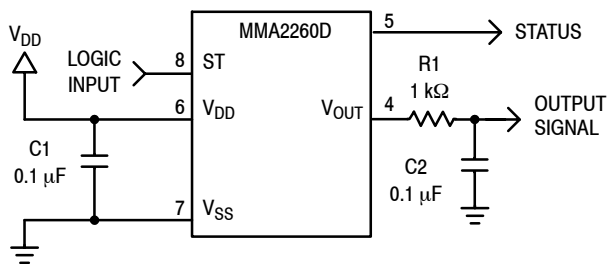 MMA2260D
5
STATUS
V_DD
LOGIC
INPUT
8
ST
R1
1 kΩ
6
V_DD
V_OUT
4
OUTPUT
SIGNAL
C1
0.1 μF
C2
0.1 μF
7
V_SS